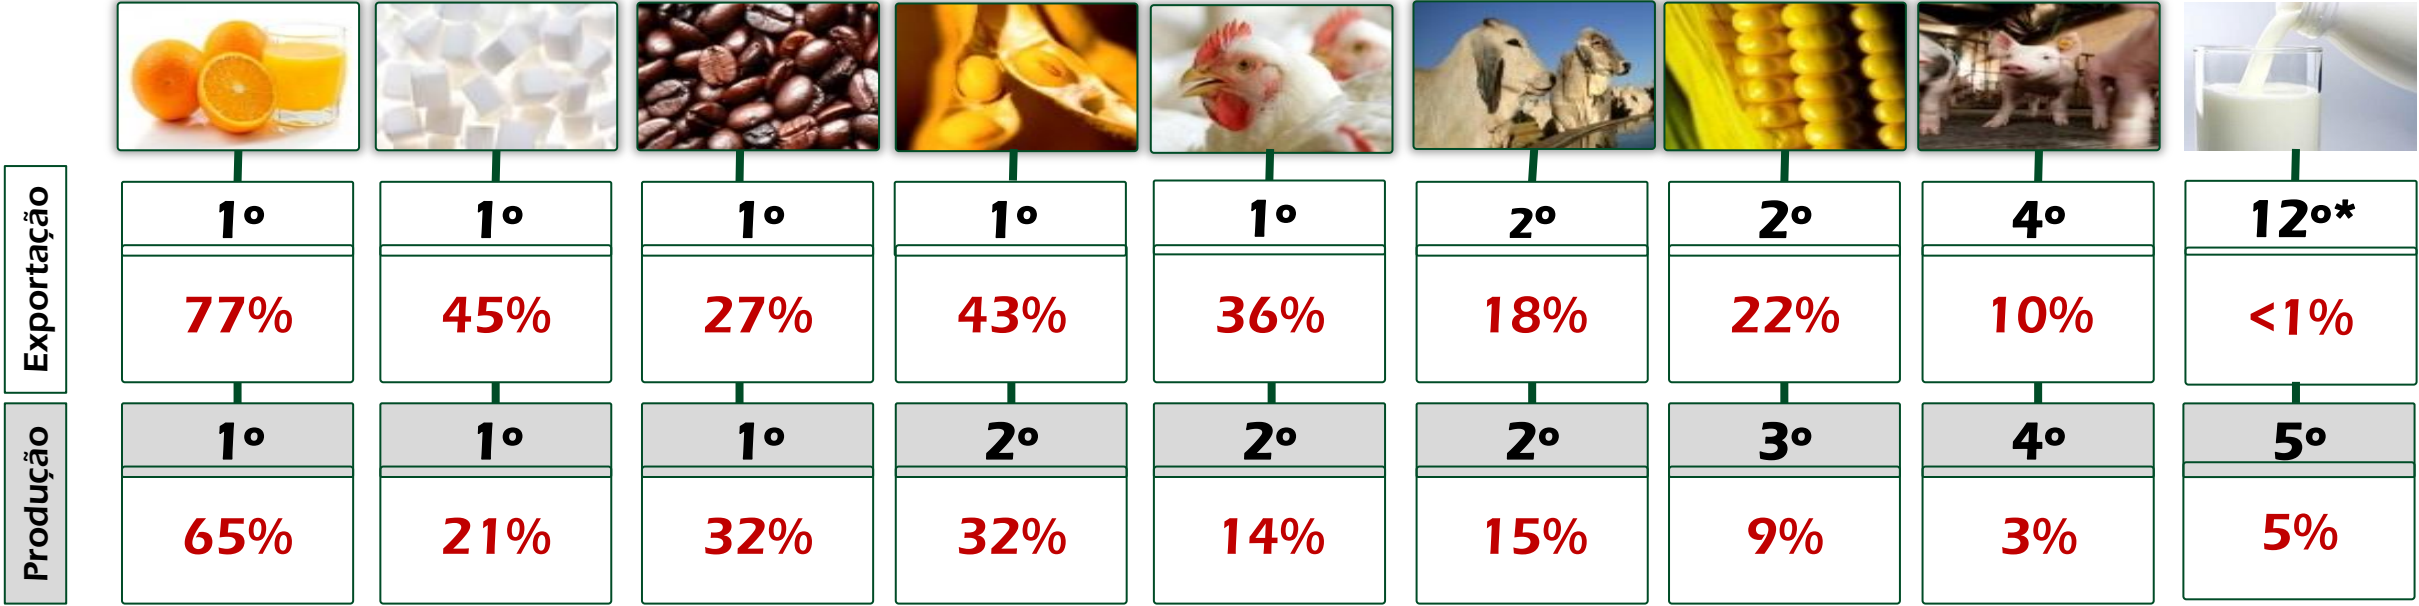 Exportação
1º 1º 1º 1º 1º 2º 2º 4º 12º*
77% 45% 27% 43% 36% 18% 22% 10% <1%
Produção
1º 1º 1º 2º 2º 2º 3º 4º 5º
65% 21% 32% 32% 14% 15% 9% 3% 5%